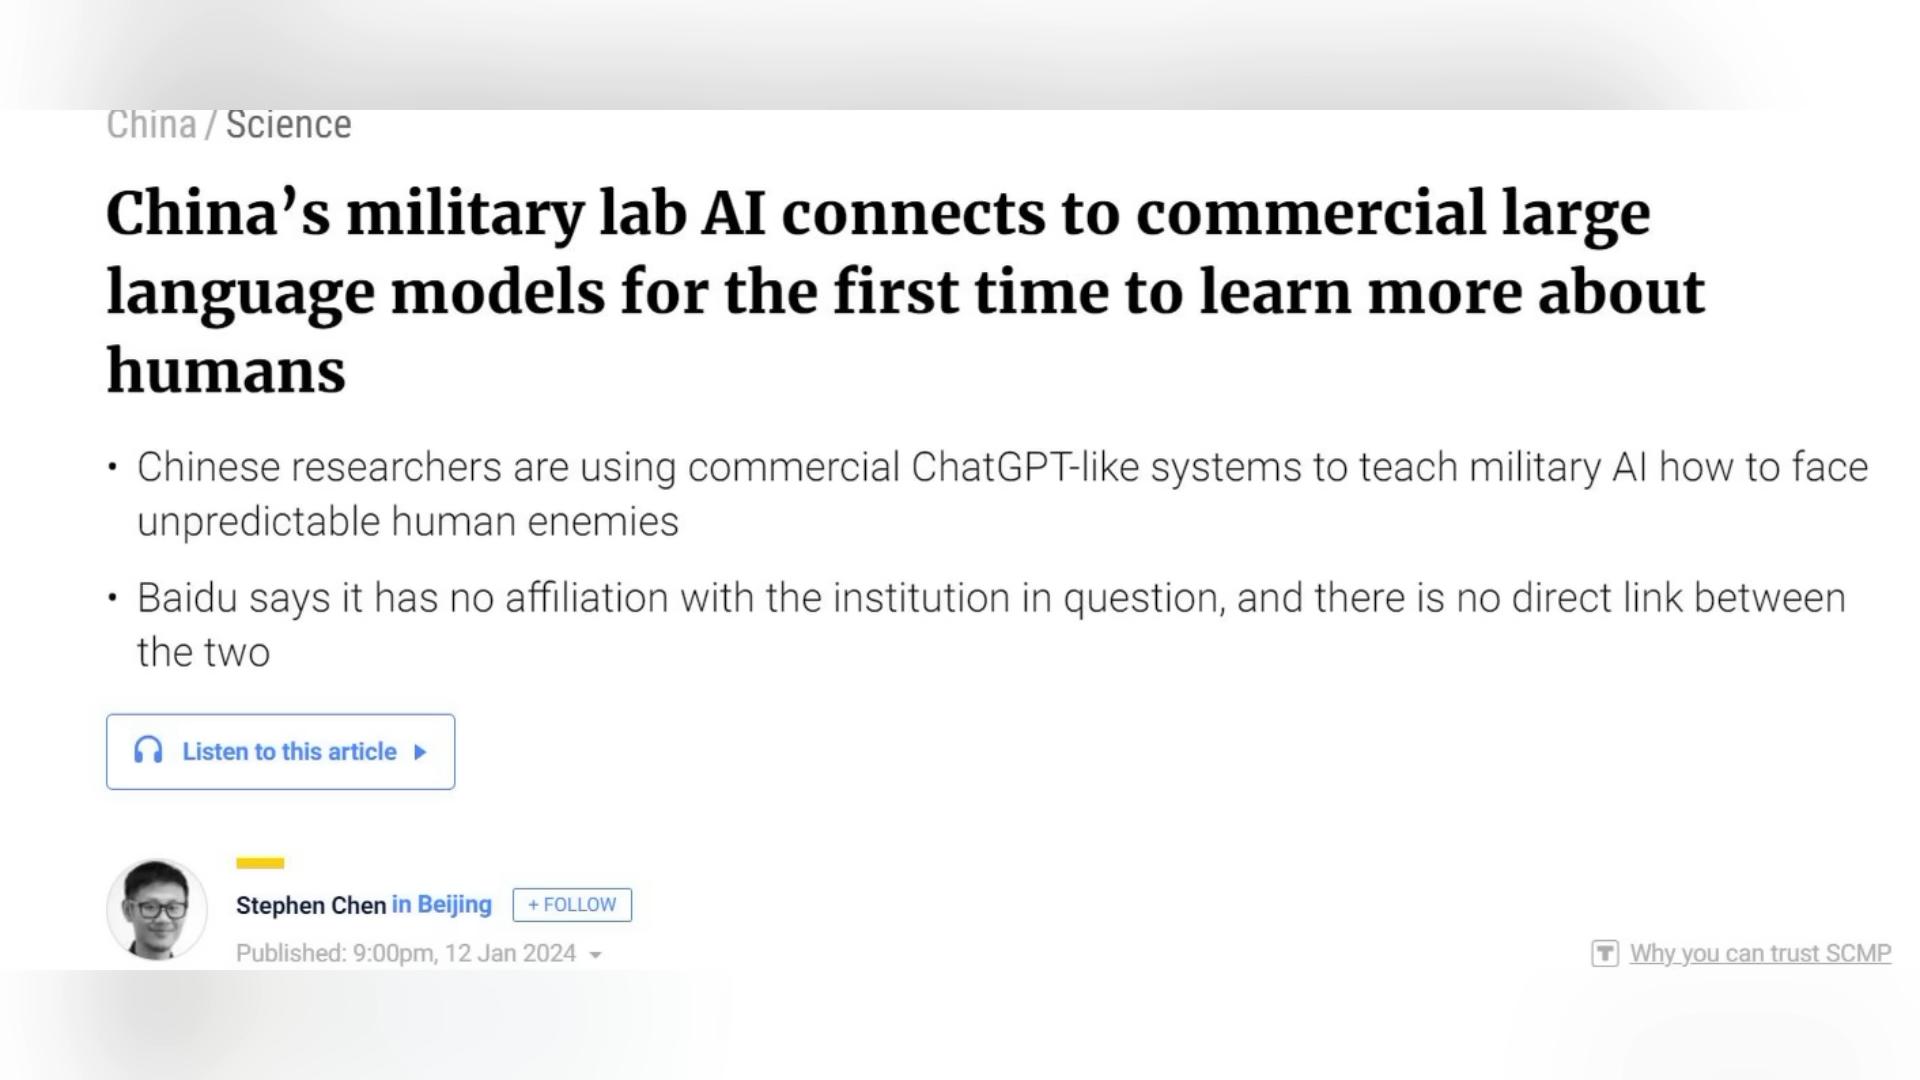 China / Science
China’s military lab AI connects to commercial large
language models for the first time to learn more about
humans
• Chinese researchers are using commercial ChatGPT-like systems to teach military AI how to face
unpredictable human enemies
• Baidu says it has no affiliation with the institution in question, and there is no direct link between
the two
Listen to this article
Stephen Chen in Beijing + FOLLOW
Published: 9:00pm, 12 Jan 2024
T Why you can trust SCMP